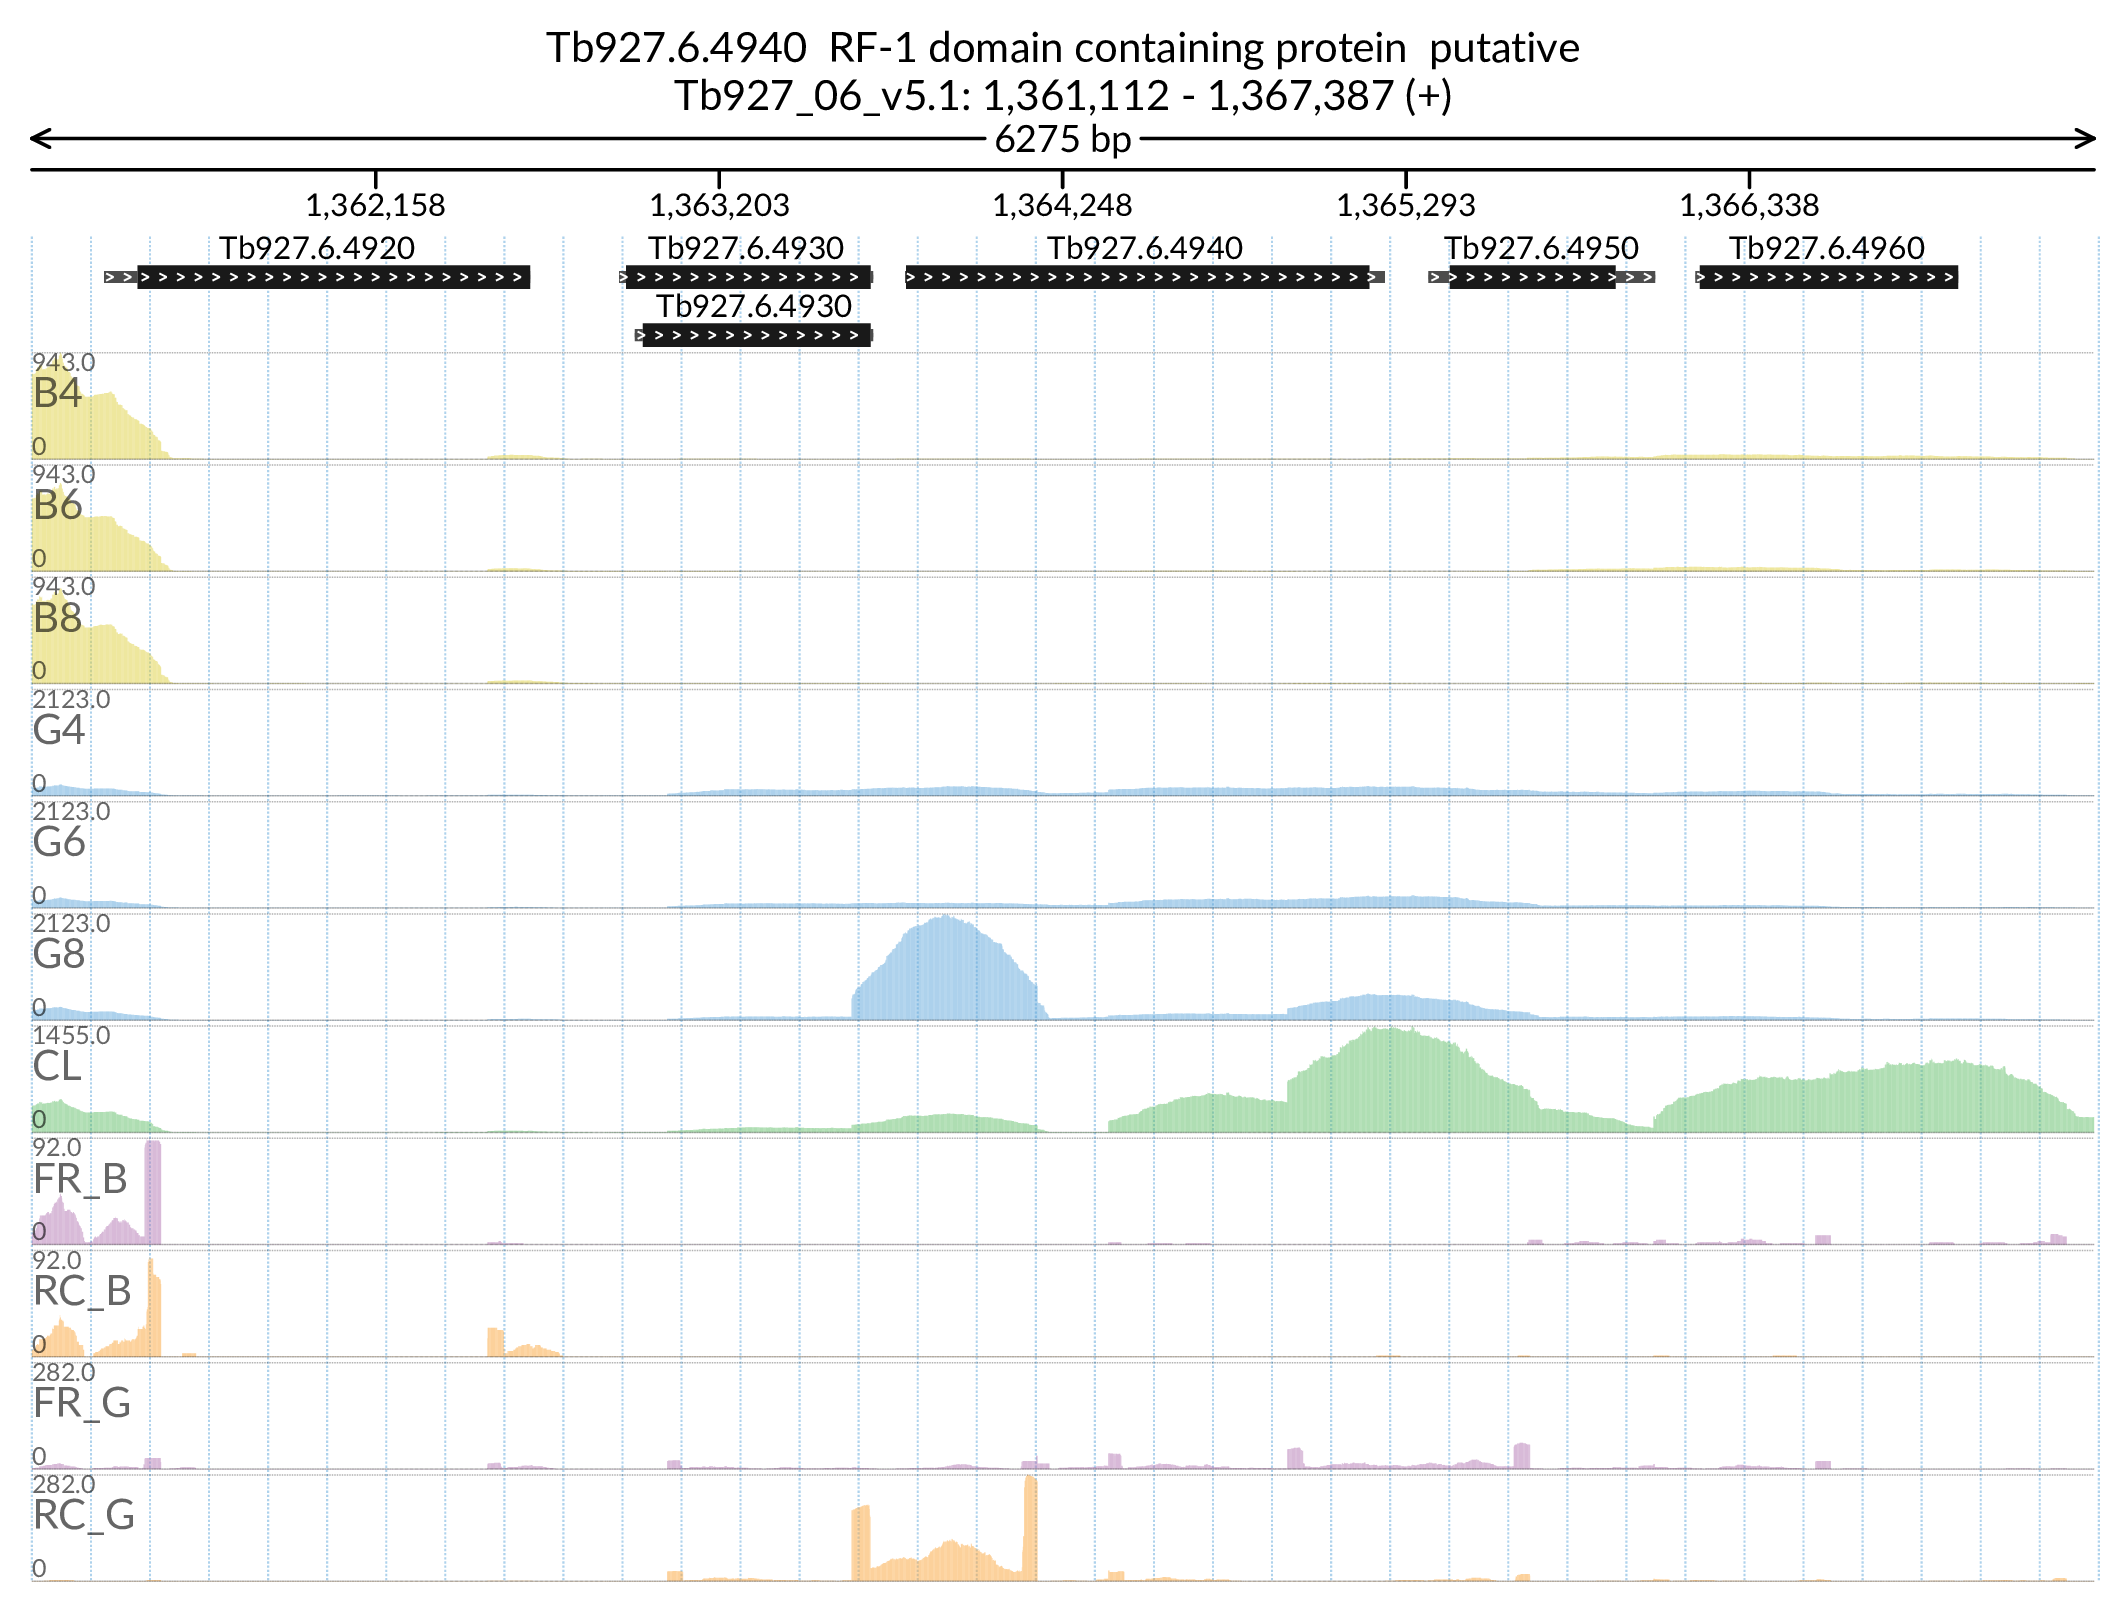 Tb927.6.4940  RF-1 domain containing protein  putative
Tb927_06_v5.1: 1,361,112 - 1,367,387 (+)
6275 bp
1,362,158 1,363,203 1,364,248 1,365,293 1,366,338
Tb927.6.4920 Tb927.6.4930 Tb927.6.4940 Tb927.6.4950 Tb927.6.4960
Tb927.6.4930
943.0
B4
0
943.0
B6
0
943.0
B8
0
2123.0
G4
0
2123.0
G6
0
2123.0
G8
0
1455.0
CL
0
92.0
FR_B
0
92.0
RC_B
0
282.0
FR_G
0
282.0
RC_G
0